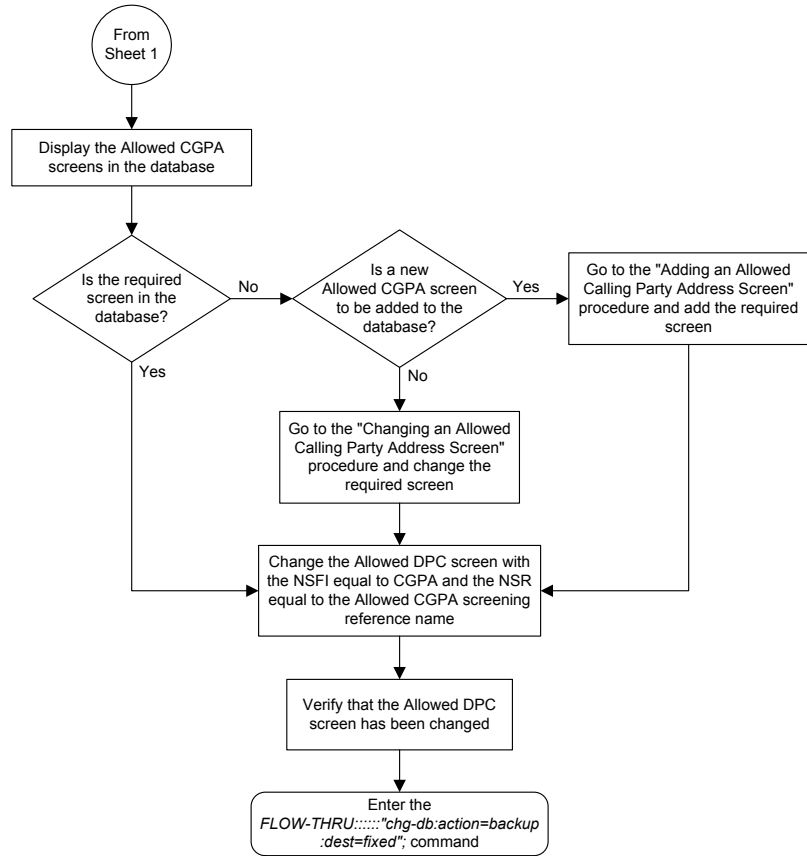 From
Sheet 1
Display the Allowed CGPA
screens in the database
Is the required
screen in the
database?
No
Yes
Is a new
Allowed CGPA screen
to be added to the
database?
Yes
No
Go to the "Adding an Allowed
Calling Party Address Screen"
procedure and add the required
screen
Go to the "Changing an Allowed
Calling Party Address Screen"
procedure and change the
required screen
Change the Allowed DPC screen with
the NSFI equal to CGPA and the NSR
equal to the Allowed CGPA screening
reference name
Verify that the Allowed DPC
screen has been changed
Enter the
FLOW-THRU::::::"chg-db:action=backup
:dest=fixed"; command